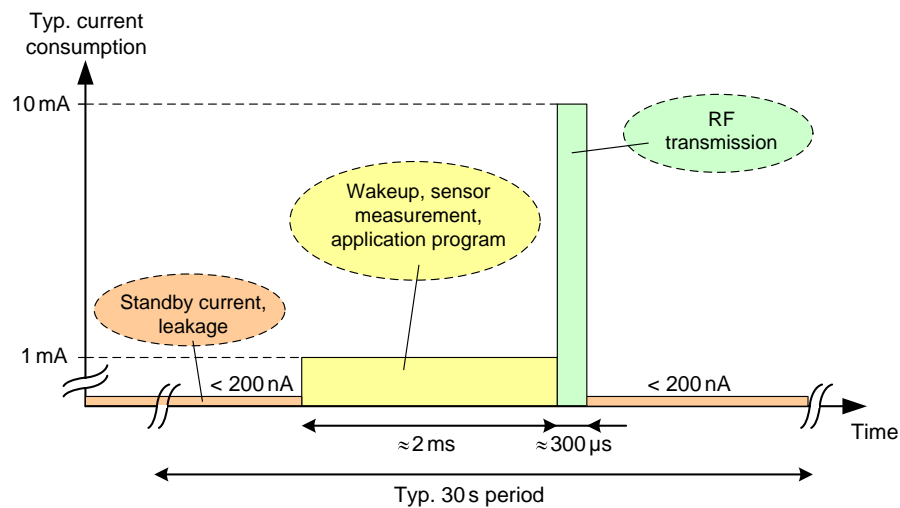 Typ. current
consumption
10 mA
RF
transmission
Wakeup, sensor
measurement,
application program
Standby current,
leakage
1 mA
< 200 nA
< 200 nA
≈2 ms
≈300 µs
Time
Typ. 30 s period